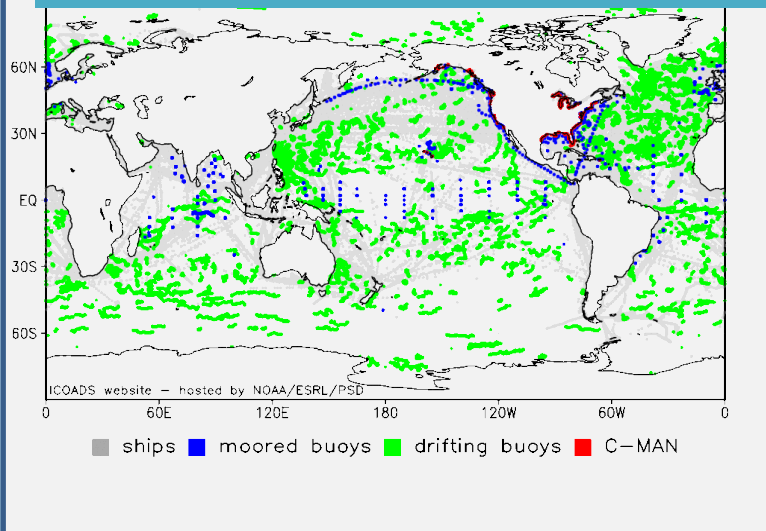 60N
30N
EQ
30S
60S
ICOADS website – hosted by NOAA/ESRL/PSD
0 60E 120E 180 120W 60W 0
ships moored buoys drifting buoys C–MAN